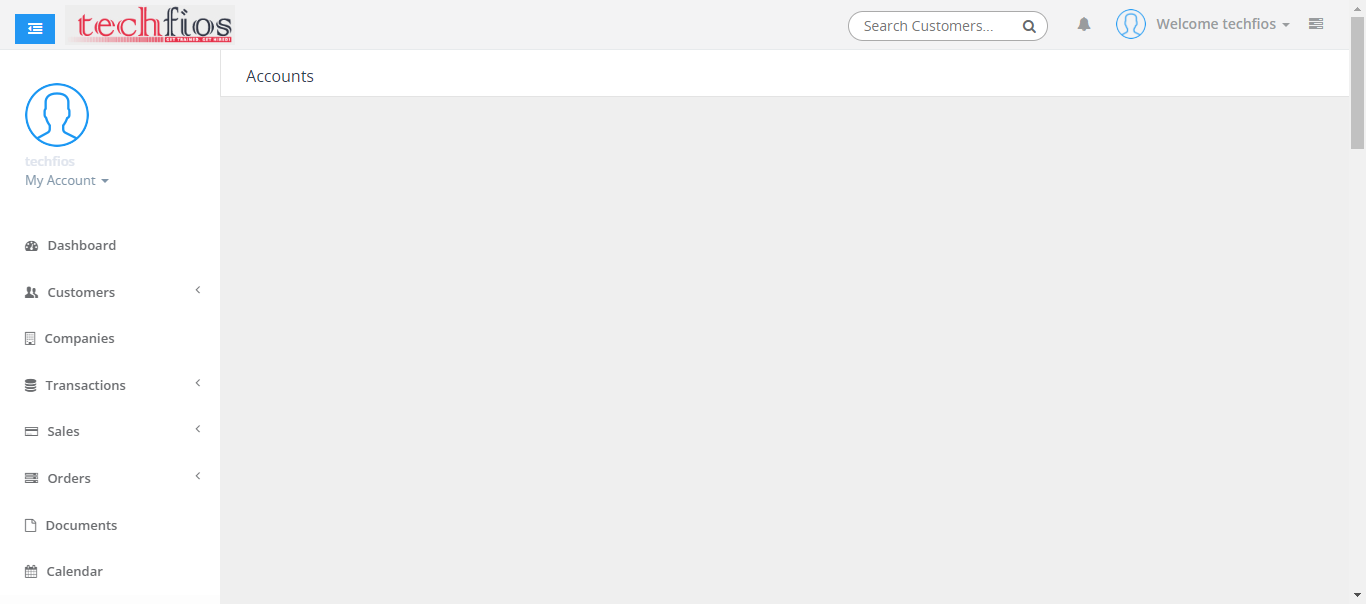 techfios
GET TRAINED. GET HIRED!
Search Customers...
Welcome techfios
Accounts
techfios
My Account
Dashboard
Customers
Companies
Transactions
Sales
Orders
Documents
Calendar